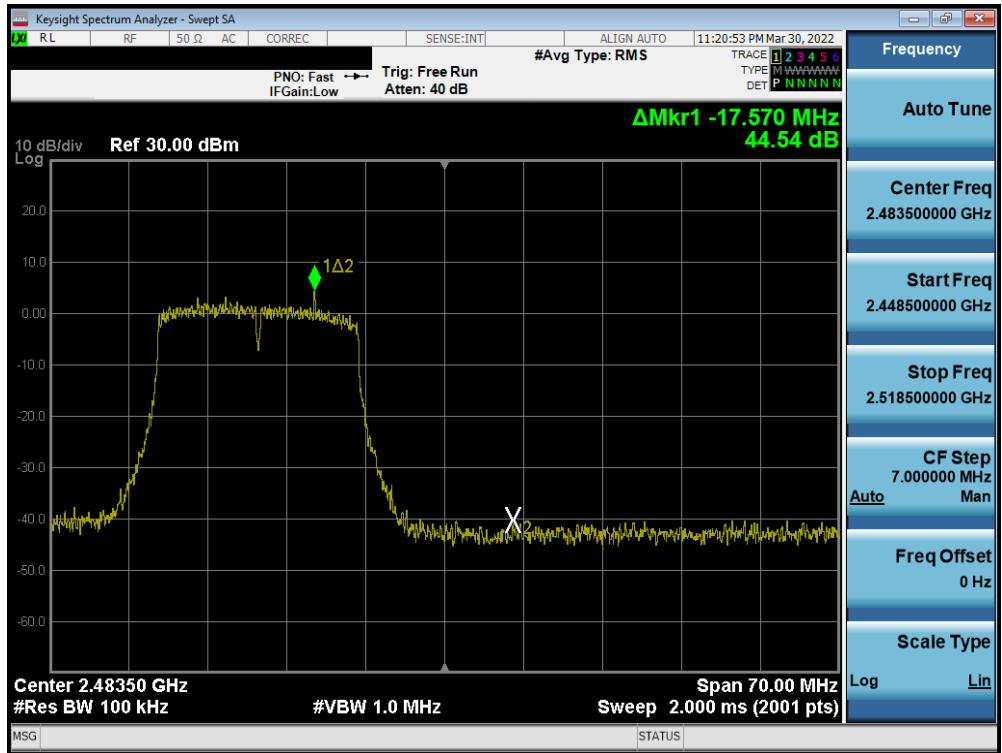 Keysight Spectrum Analyzer - Swept SA
LXI RL RF 50 Ω AC CORREC SENSE:INT ALIGN AUTO 11:20:53 PM Mar 30, 2022
#Avg Type: RMS
TRACE 1 2 3 4 5 6
PNO: Fast Trig: Free Run
TYPE M WWWWW
IFGain:Low Atten: 40 dB
DET P N N N N N
ΔMkr1 -17.570 MHz
44.54 dB
10 dB/div Ref 30.00 dBm
Log
20.0
10.0
1Δ2
0.00
-10.0
-20.0
-30.0
-40.0
X2
-50.0
-60.0
Center 2.48350 GHz Span 70.00 MHz
#Res BW 100 kHz #VBW 1.0 MHz Sweep 2.000 ms (2001 pts)
MSG STATUS
Frequency
Auto Tune
Center Freq
2.483500000 GHz
Start Freq
2.448500000 GHz
Stop Freq
2.518500000 GHz
CF Step
7.000000 MHz
Auto Man
Freq Offset
0 Hz
Scale Type
Log Lin